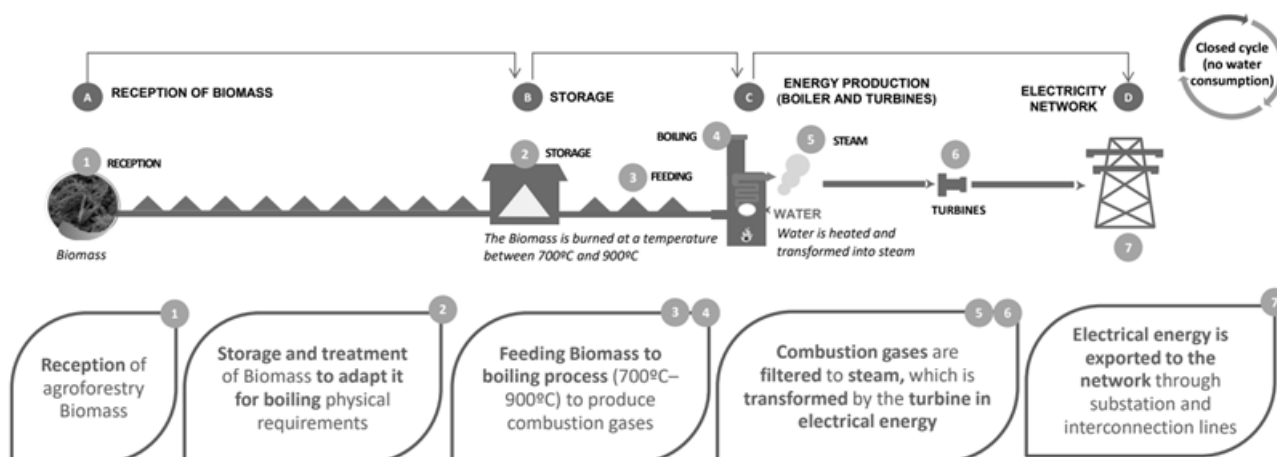 Closed cycle
(no water
consumption)
A
RECEPTION OF BIOMASS
B
STORAGE
C
ENERGY PRODUCTION
(BOILER AND TURBINES)
ELECTRICITY
NETWORK
D
1
RECEPTION
2
STORAGE
3
FEEDING
BOILING
4
5
STEAM
6
WATER
TURBINES
7
Biomass
The Biomass is burned at a temperature
between 700ºC and 900ºC
Water is heated and
transformed into steam
1
Reception of
agroforestry
Biomass
2
Storage and treatment
of Biomass to adapt it
for boiling physical
requirements
3 4
Feeding Biomass to
boiling process (700ºC–
900ºC) to produce
combustion gases
5 6
Combustion gases are
filtered to steam, which is
transformed by the turbine in
electrical energy
7
Electrical energy is
exported to the
network through
substation and
interconnection lines